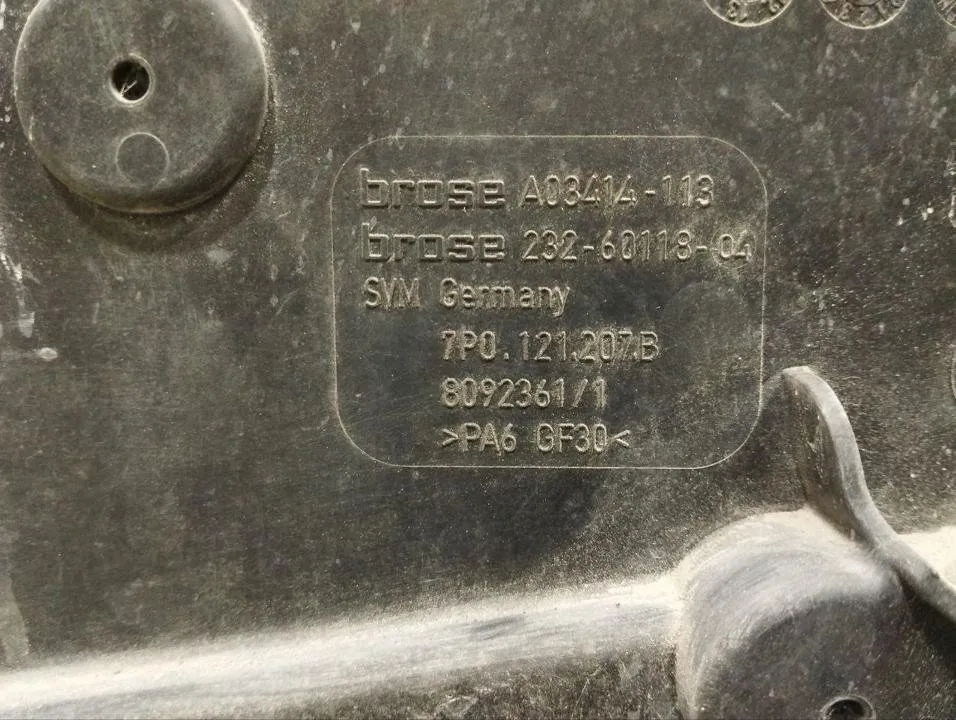 brose A03414-113
brose 232-60118-04
SVM Germany
7P0.121.207.B
8092361/1
>PA6 GF30<